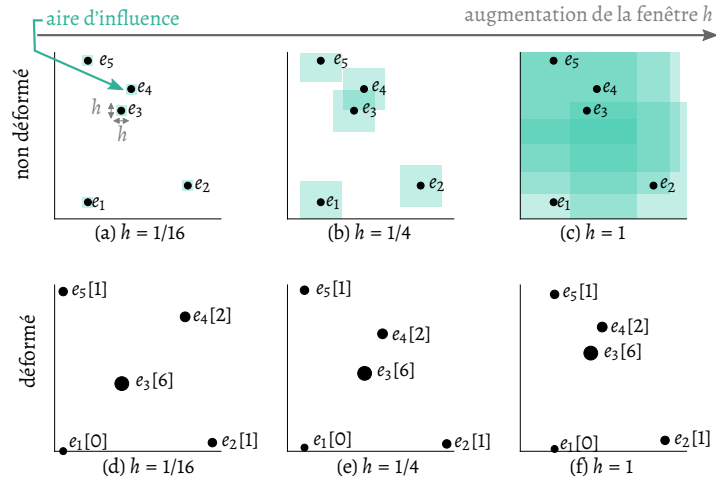 aire d'influence
augmentation de la fenêtre h
non déformé
e5
e4
e3
h
h
e2
e1
(a) h = 1/16
e5
e4
e3
e2
e1
(b) h = 1/4
e5
e4
e3
e2
e1
(c) h = 1
déformé
e5[1]
e4[2]
e3[6]
e1[0]
e2[1]
(d) h = 1/16
e5[1]
e4[2]
e3[6]
e1[0]
e2[1]
(e) h = 1/4
e5[1]
e4[2]
e3[6]
e1[0]
e2[1]
(f) h = 1